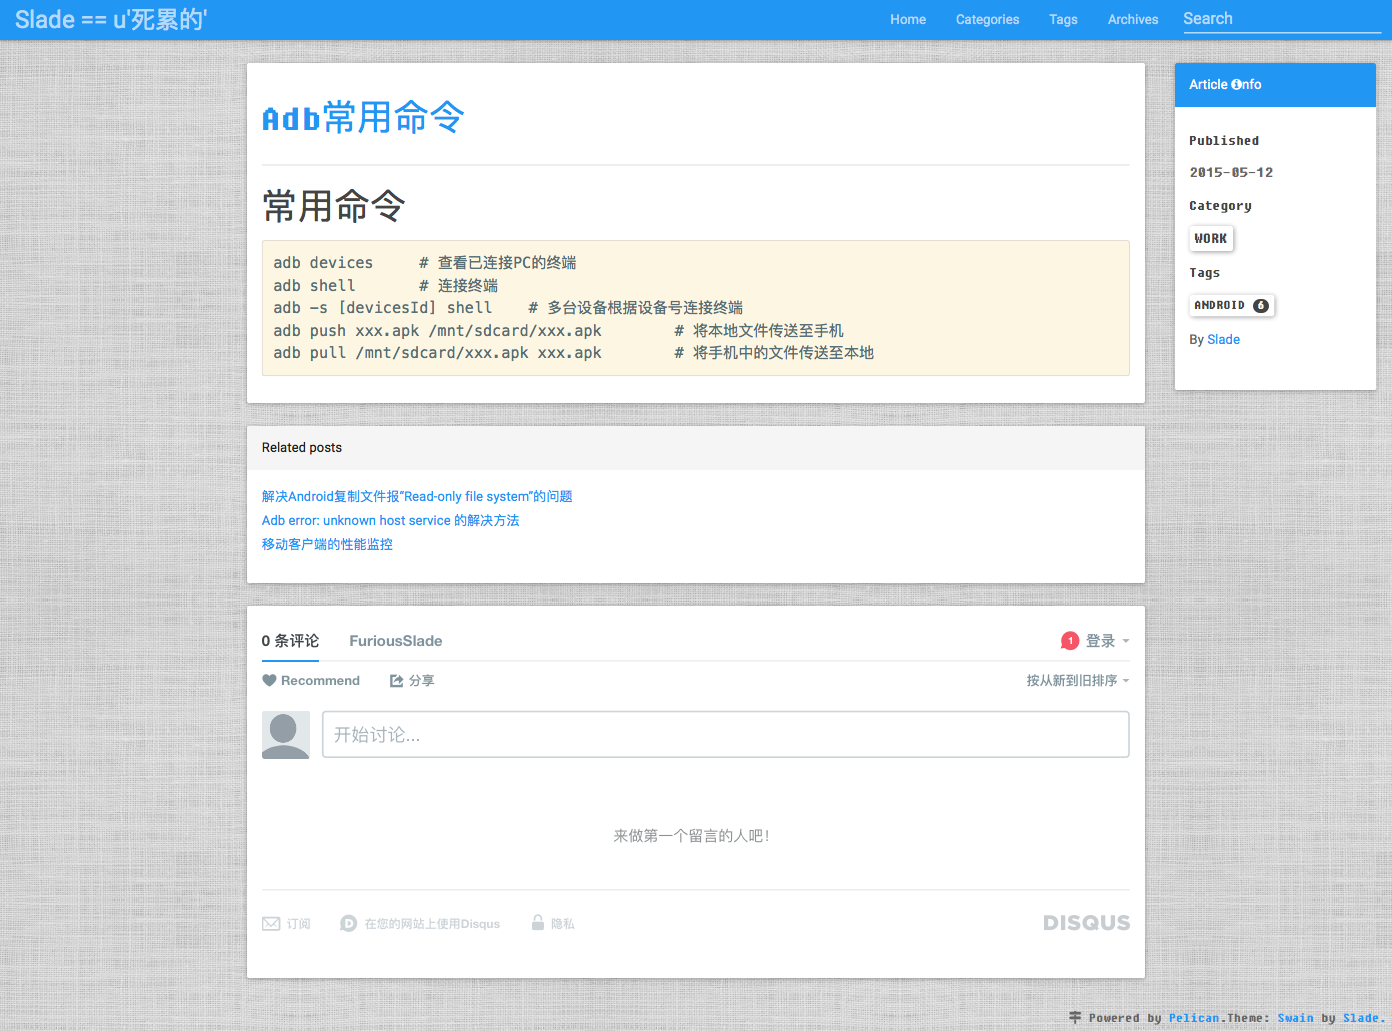 Slade == u'死累的'
Home
Categories
Tags
Archives
Search
Adb常用命令
常用命令
adb devices     # 查看已连接PC的终端
adb shell       # 连接终端
adb -s [devicesId] shell    # 多台设备根据设备号连接终端
adb push xxx.apk /mnt/sdcard/xxx.apk        # 将本地文件传送至手机
adb pull /mnt/sdcard/xxx.apk xxx.apk        # 将手机中的文件传送至本地
Article info
Published
2015-05-12
Category
WORK
Tags
ANDROID 6
By Slade
Related posts
解决Android复制文件报“Read-only file system”的问题
Adb error: unknown host service 的解决方法
移动客户端的性能监控
0 条评论
FuriousSlade
1 登录
Recommend
分享
按从新到旧排序
开始讨论...
来做第一个留言的人吧！
订阅
D 在您的网站上使用Disqus
隐私
DISQUS
Powered by Pelican.Theme: Swain by Slade.